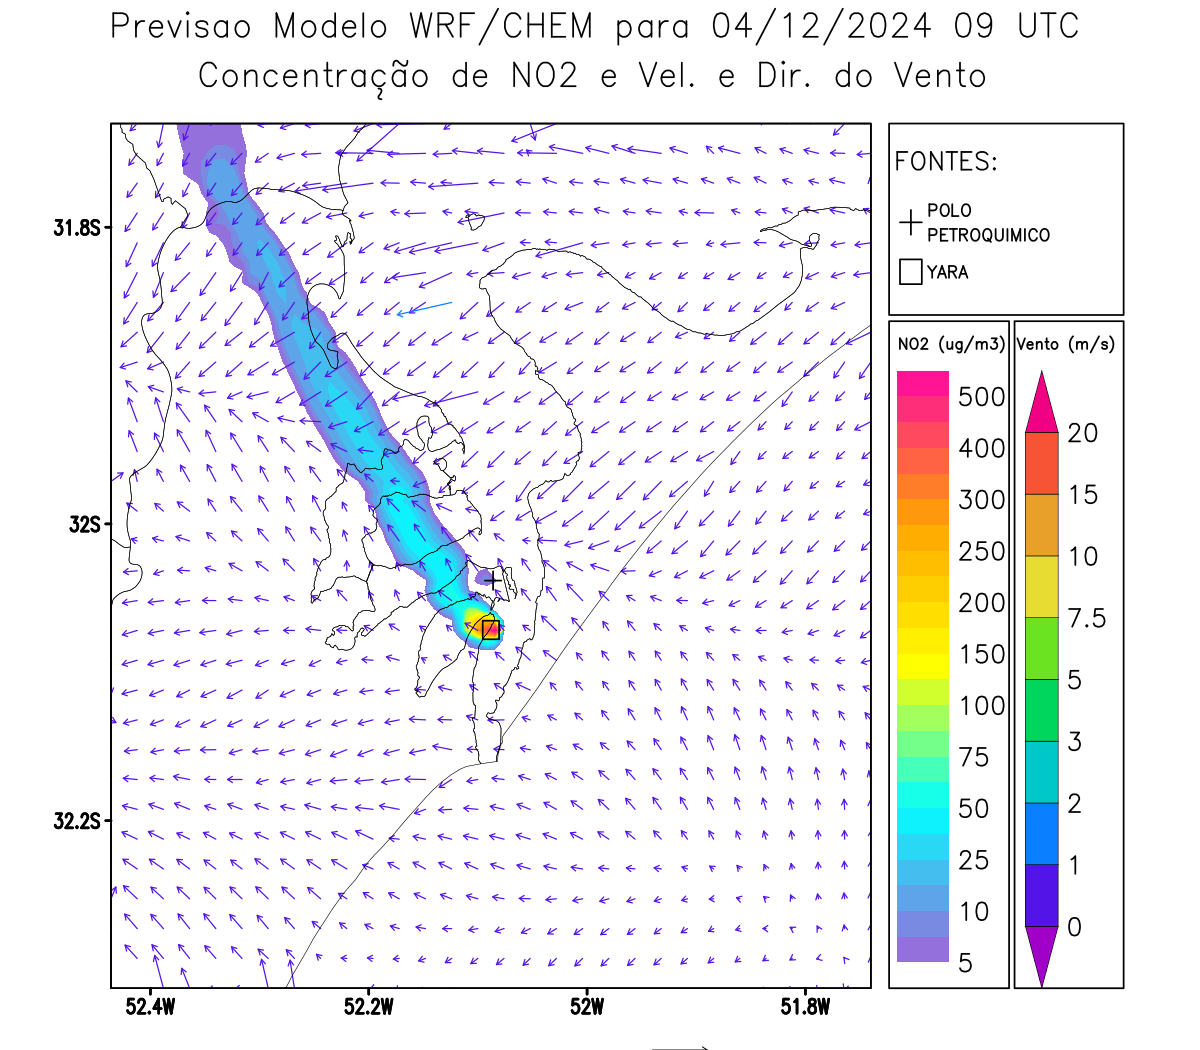 Previsao Modelo WRF/CHEM para 04/12/2024 09 UTC
Concentração de NO2 e Vel. e Dir. do Vento
FONTES:
POLO
PETROQUIMICO
YARA
NO2 (ug/m3)
500
400
300
250
200
150
100
75
50
25
10
5
Vento (m/s)
20
15
10
7.5
5
3
2
1
0
31.8S
32S
32.2S
52.4W
52.2W
52W
51.8W